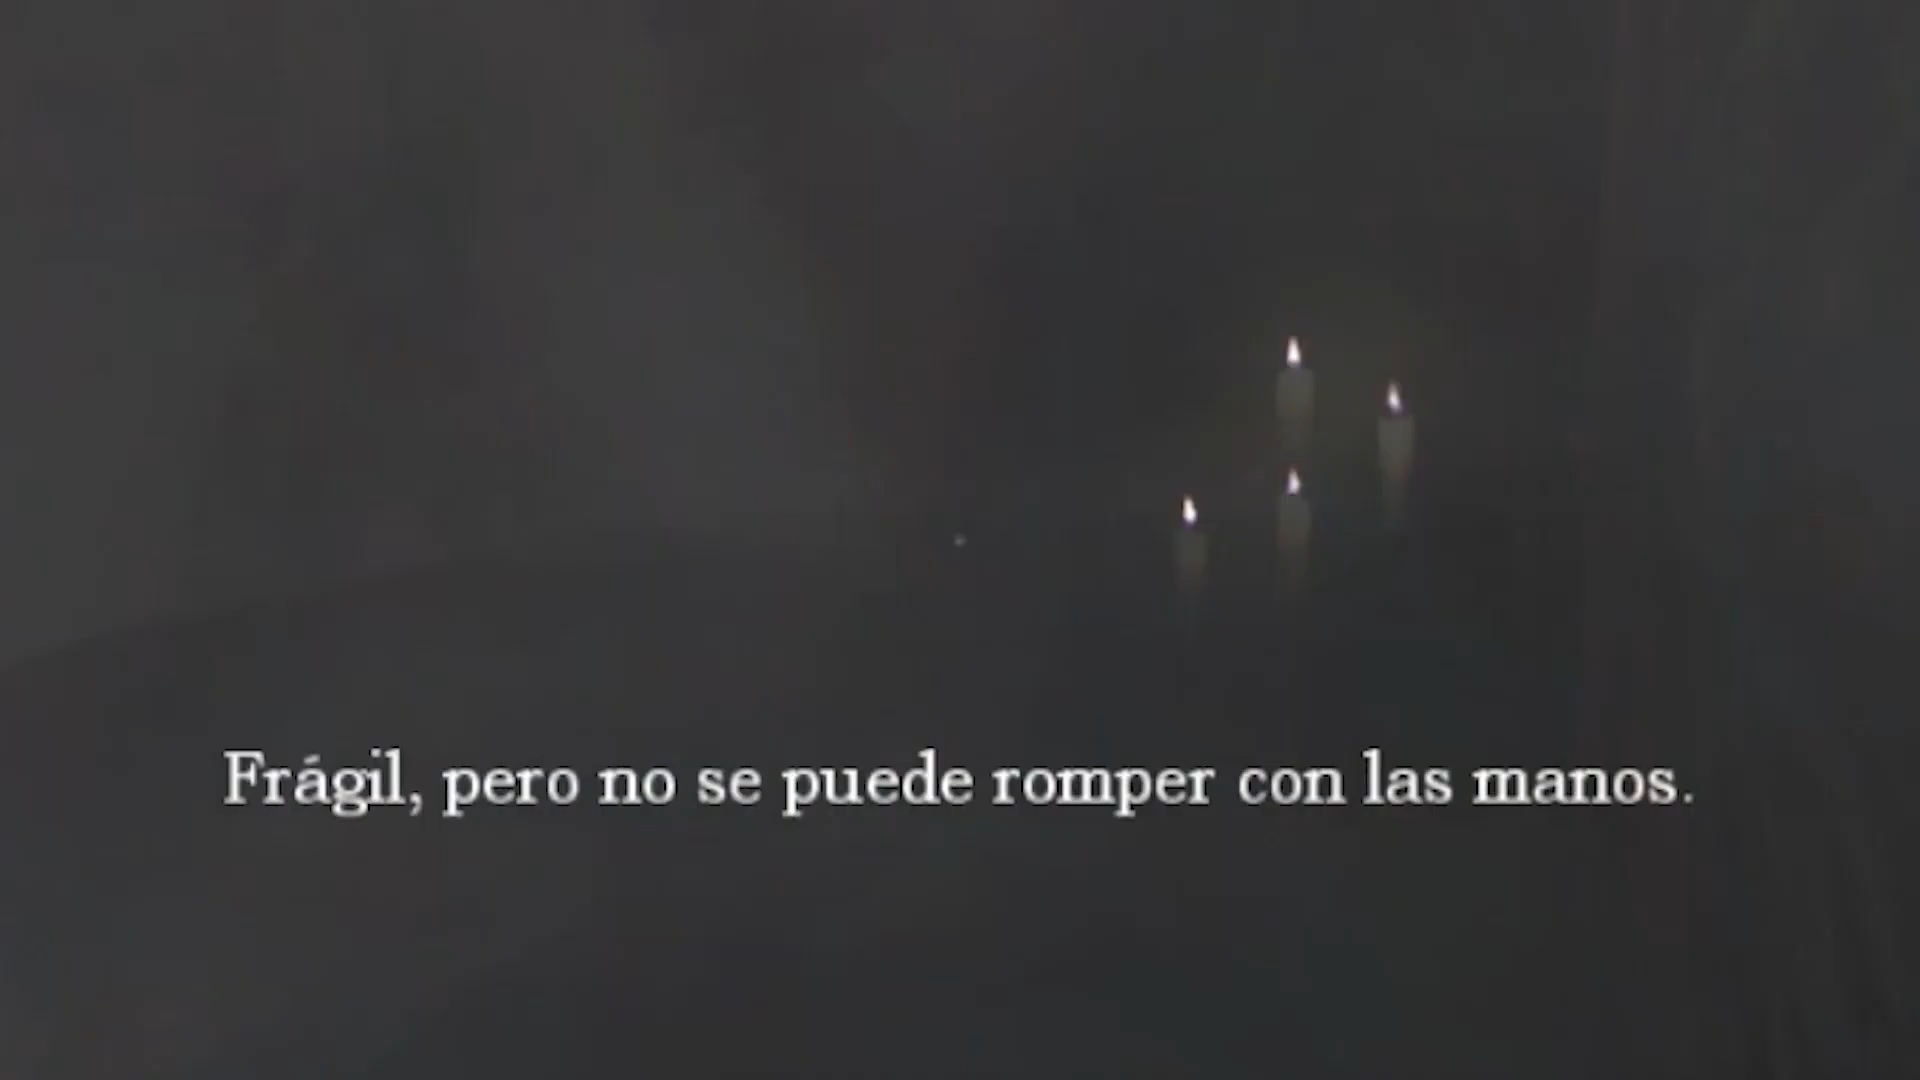 Frágil, pero no se puede romper con las manos.